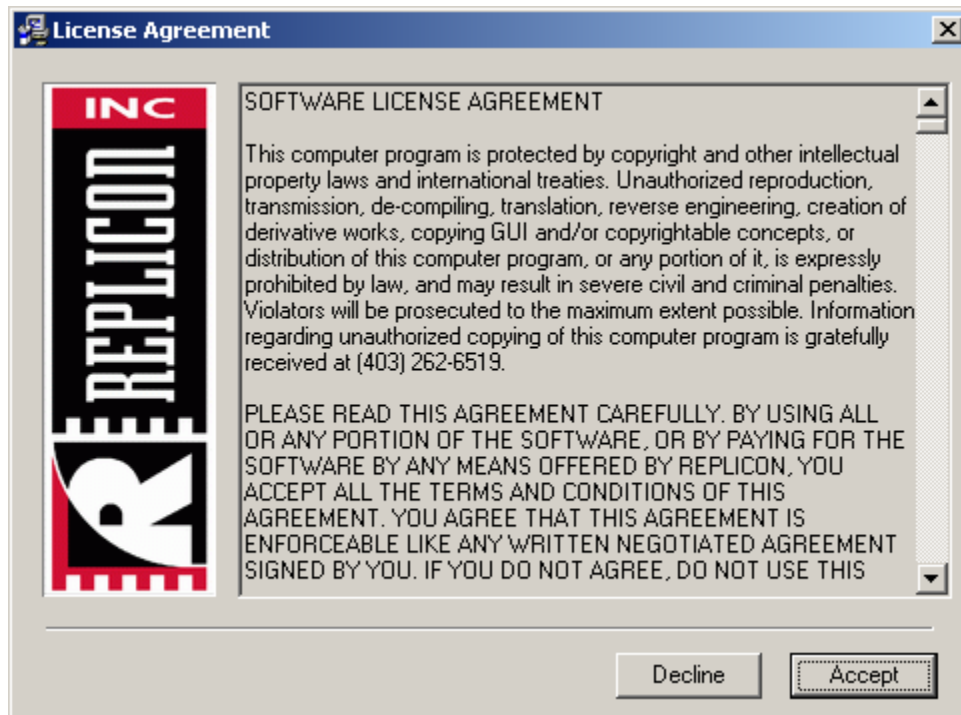 License Agreement
INC
REPLICON
R
SOFTWARE LICENSE AGREEMENT
This computer program is protected by copyright and other intellectual
property laws and international treaties. Unauthorized reproduction,
transmission, de-compiling, translation, reverse engineering, creation of
derivative works, copying GUI and/or copyrightable concepts, or
distribution of this computer program, or any portion of it, is expressly
prohibited by law, and may result in severe civil and criminal penalties.
Violators will be prosecuted to the maximum extent possible. Information
regarding unauthorized copying of this computer program is gratefully
received at (403) 262-6519.
PLEASE READ THIS AGREEMENT CAREFULLY. BY USING ALL
OR ANY PORTION OF THE SOFTWARE, OR BY PAYING FOR THE
SOFTWARE BY ANY MEANS OFFERED BY REPLICON, YOU
ACCEPT ALL THE TERMS AND CONDITIONS OF THIS
AGREEMENT. YOU AGREE THAT THIS AGREEMENT IS
ENFORCEABLE LIKE ANY WRITTEN NEGOTIATED AGREEMENT
SIGNED BY YOU. IF YOU DO NOT AGREE, DO NOT USE THIS
Decline
Accept